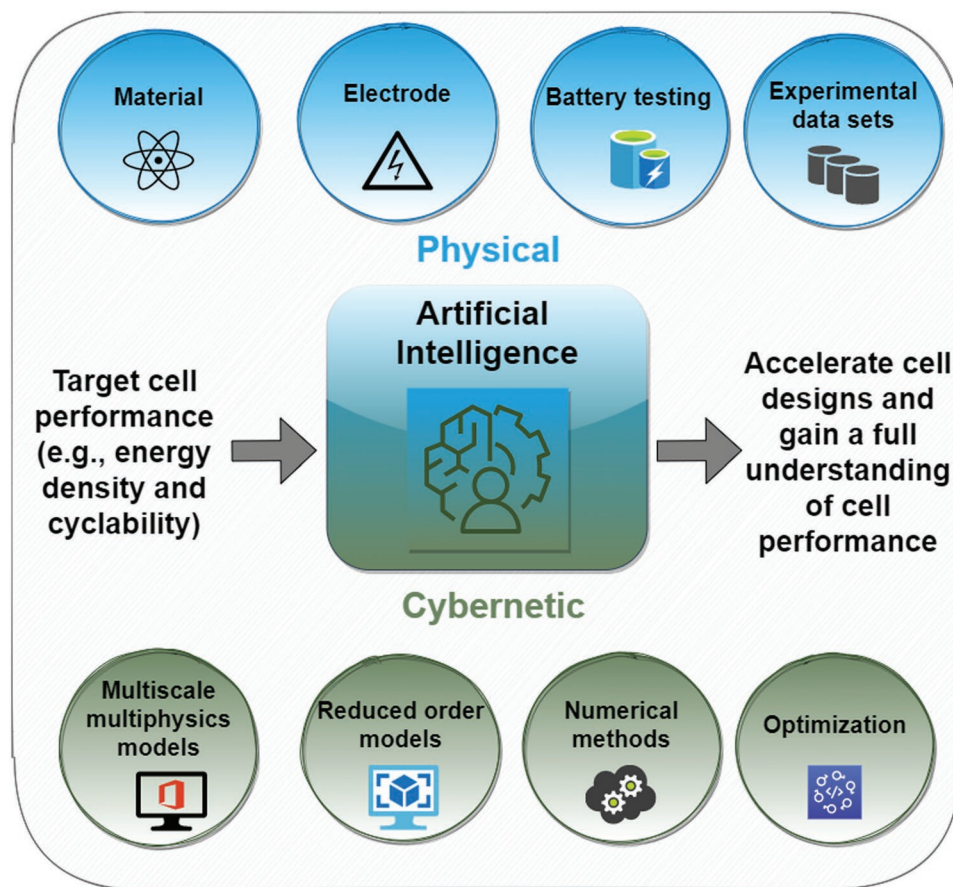 Material
Electrode
Battery testing
Experimental
data sets
Physical
Artificial
Intelligence
Target cell
performance
(e.g., energy
density and
cyclability)
Accelerate cell
designs and
gain a full
understanding
of cell
performance
Cybernetic
Multiscale
multiphysics
models
Reduced order
models
Numerical
methods
Optimization